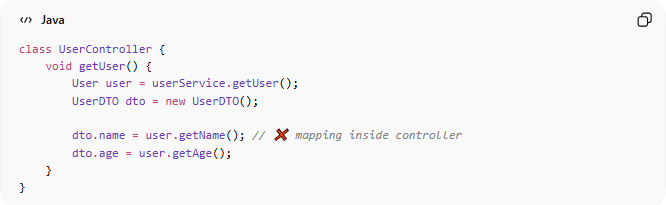 </> Java
class UserController {
    void getUser() {
        User user = userService.getUser();
        UserDTO dto = new UserDTO();

        dto.name = user.getName(); // ❌ mapping inside controller
        dto.age = user.getAge();
    }
}